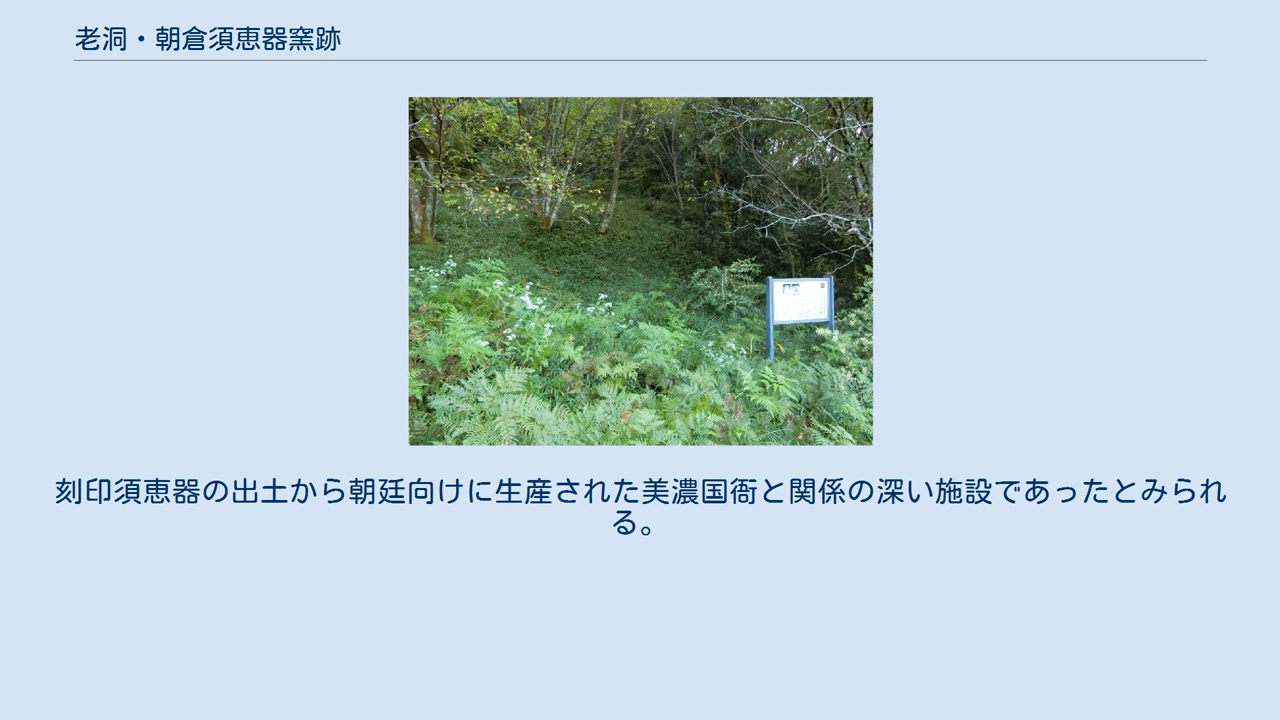 老洞・朝倉須恵器窯跡
刻印須恵器の出土から朝廷向けに生産された美濃国衙と関係の深い施設であったとみられ
る。